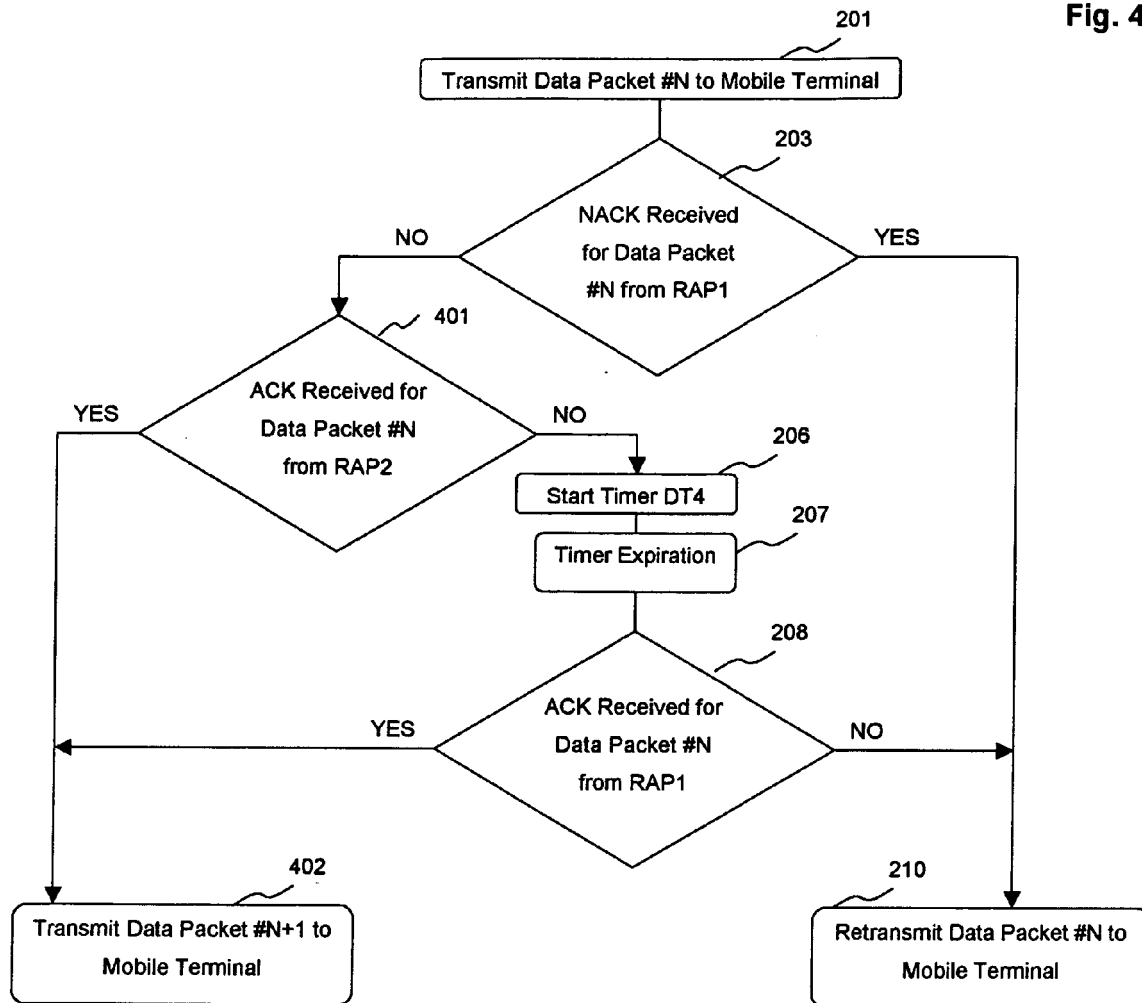 Fig. 4
201
Transmit Data Packet #N to Mobile Terminal
203
NACK Received
for Data Packet
#N from RAP1
NO
YES
401
ACK Received for
Data Packet #N
from RAP2
YES
NO
206
Start Timer DT4
207
Timer Expiration
208
ACK Received for
Data Packet #N
from RAP1
YES
NO
402
Transmit Data Packet #N+1 to
Mobile Terminal
210
Retransmit Data Packet #N to
Mobile Terminal